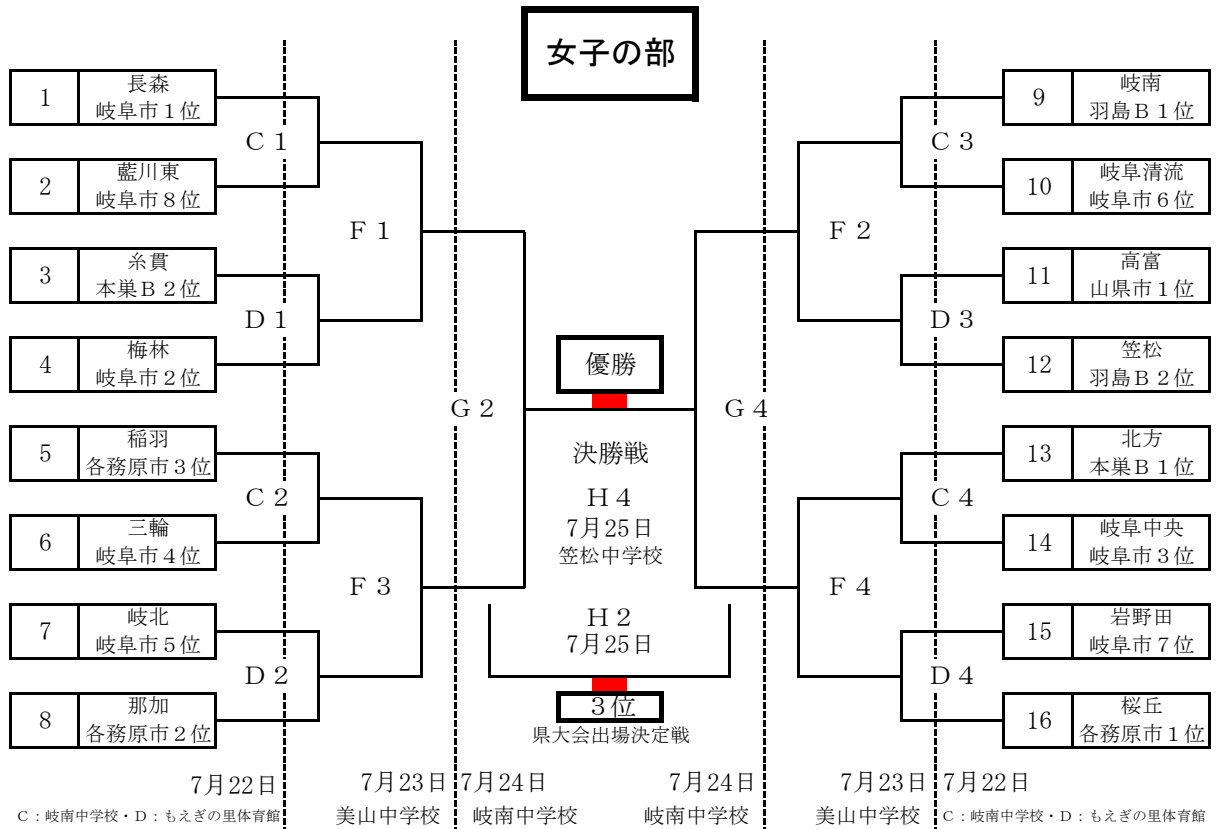 女子の部
1
長森
岐阜市１位
2
藍川東
岐阜市８位
3
糸貫
本巣Ｂ２位
4
梅林
岐阜市２位
5
稲羽
各務原市３位
6
三輪
岐阜市４位
7
岐北
岐阜市５位
8
那加
各務原市２位
Ｃ１
Ｄ１
Ｃ２
Ｄ２
Ｆ１
Ｆ３
Ｇ２
優勝
決勝戦
Ｈ４
7月25日
笠松中学校
Ｈ２
7月25日
３位
県大会出場決定戦
Ｇ４
Ｆ２
Ｆ４
Ｃ３
Ｄ３
Ｃ４
Ｄ４
9
岐南
羽島Ｂ１位
10
岐阜清流
岐阜市６位
11
高富
山県市１位
12
笠松
羽島Ｂ２位
13
北方
本巣Ｂ１位
14
岐阜中央
岐阜市３位
15
岩野田
岐阜市７位
16
桜丘
各務原市１位
7月22日
Ｃ：岐南中学校・Ｄ：もえぎの里体育館
7月23日
美山中学校
7月24日
岐南中学校
7月24日
岐南中学校
7月23日
美山中学校
7月22日
Ｃ：岐南中学校・Ｄ：もえぎの里体育館